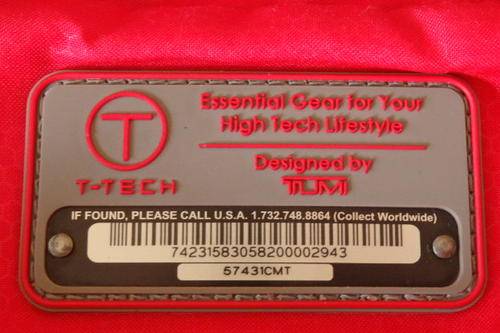 T
T-TECH
Essential Gear for Your
High Tech Lifestyle
Designed by
TUMI
IF FOUND, PLEASE CALL U.S.A. 1.732.748.8864 (Collect Worldwide)
74231583058200002943
57431CMT